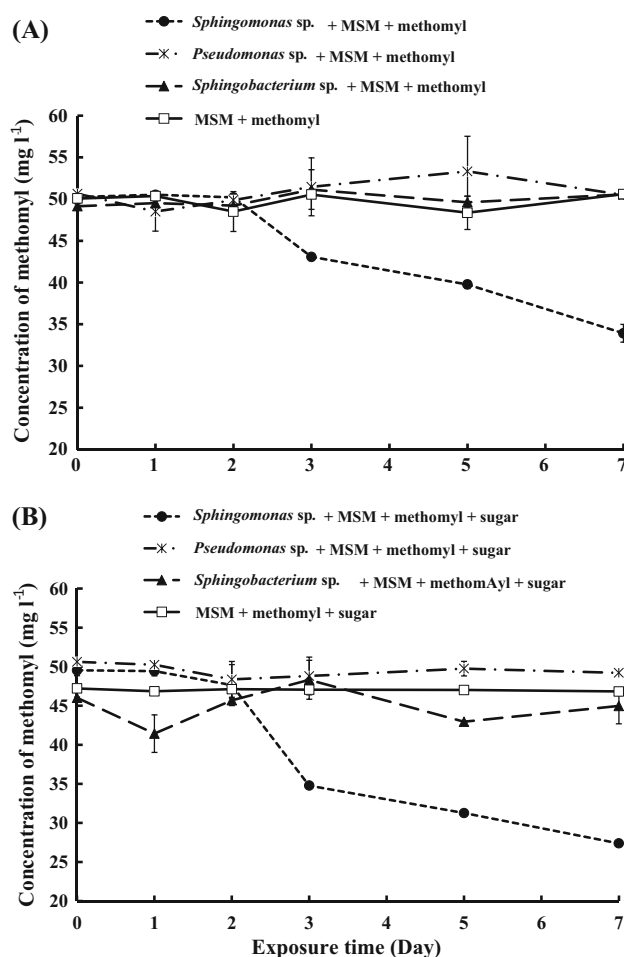 (A)
Sphingomonas sp. + MSM + methomyl
Pseudomonas sp. + MSM + methomyl
Sphingobacterium sp. + MSM + methomyl
MSM + methomyl
Concentration of methomyl (mg l-1)
60
55
50
45
40
35
30
25
20
0 1 2 3 4 5 6 7
(B)
Sphingomonas sp. + MSM + methomyl + sugar
Pseudomonas sp. + MSM + methomyl + sugar
Sphingobacterium sp. + MSM + methomAyl + sugar
MSM + methomyl + sugar
Concentration of methomyl (mg l-1)
60
55
50
45
40
35
30
25
20
0 1 2 3 4 5 6 7
Exposure time (Day)